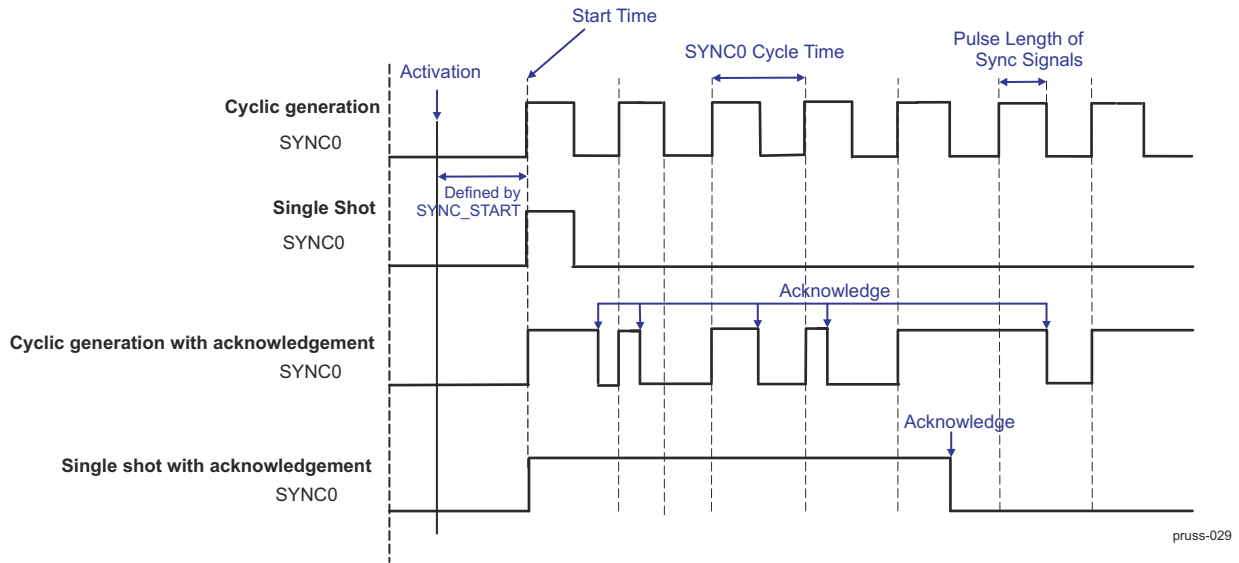 Start Time
SYNC0 Cycle Time
Pulse Length of
Sync Signals
Activation
Cyclic generation
SYNC0
Defined by
SYNC_START
Single Shot
SYNC0
Acknowledge
Cyclic generation with acknowledgement
SYNC0
Acknowledge
Single shot with acknowledgement
SYNC0
pruss-029